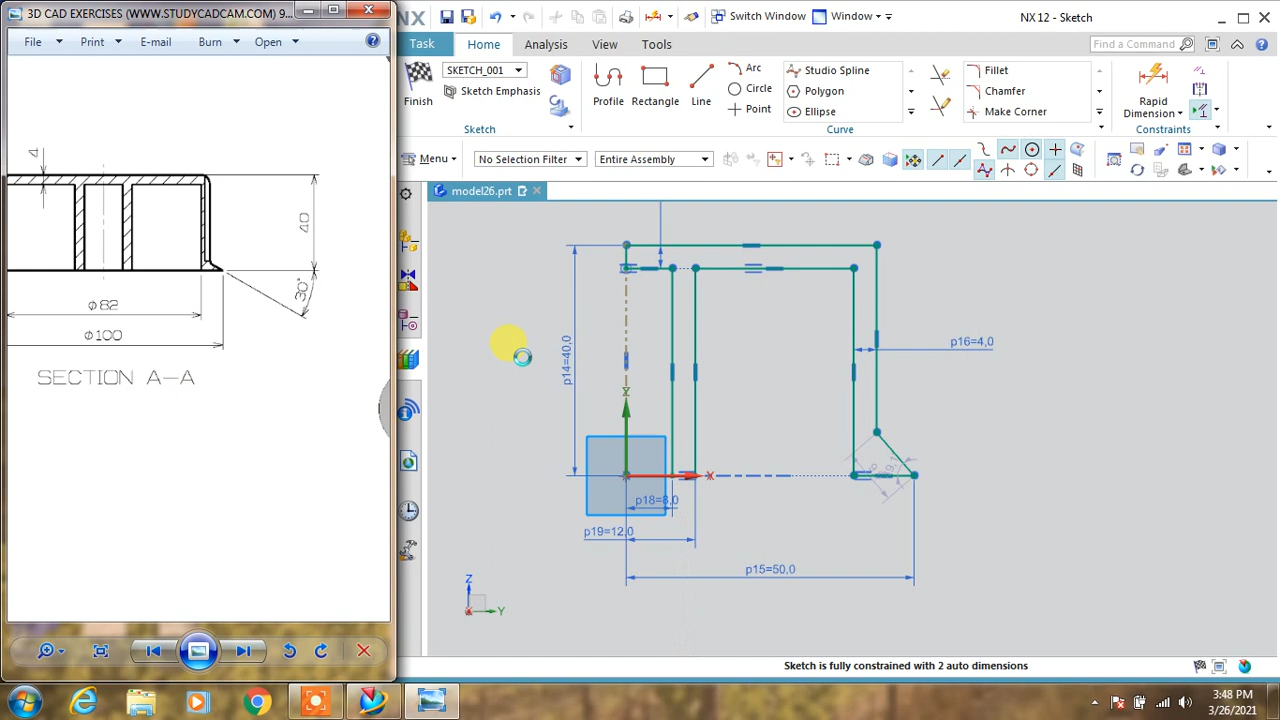 3D CAD EXERCISES (WWW.STUDYCADCAM.COM) 9...
File Print E-mail Burn Open
4
40
30°
⌀82
⌀100
SECTION A-A
NX
Switch Window
Window
NX 12 - Sketch
Task Home Analysis View Tools
Find a Command
SKETCH_001
Sketch Emphasis
Finish
Sketch
Profile
Rectangle
Line
Arc
Circle
Point
Studio Spline
Polygon
Ellipse
Curve
Fillet
Chamfer
Make Corner
Rapid
Dimension
Constraints
Menu
No Selection Filter
Entire Assembly
model26.prt
p14=40,0
p16=4,0
p18=8,0
p19=12,0
p15=50,0
X
Z
Y
X
Sketch is fully constrained with 2 auto dimensions
3:48 PM
3/26/2021